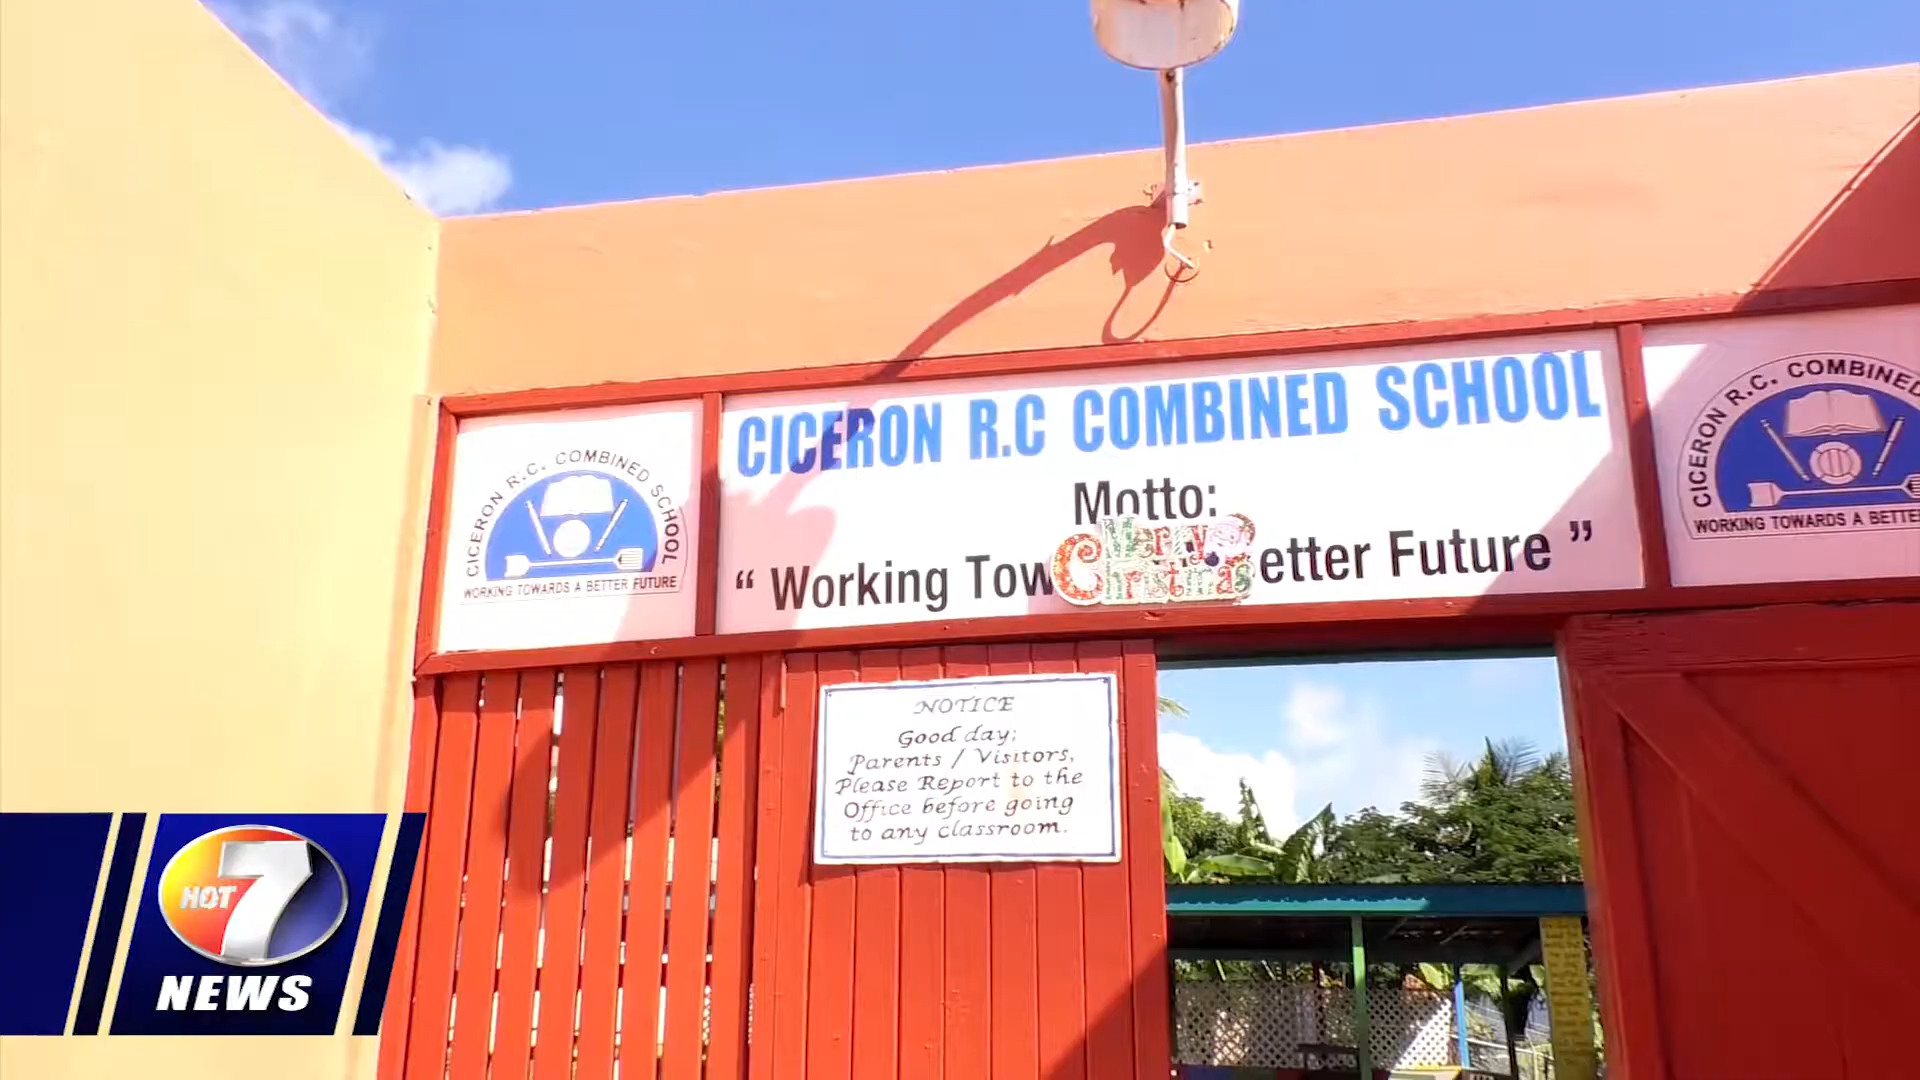 CICERON R.C. COMBINED SCHOOL
WORKING TOWARDS A BETTER FUTURE
CICERON R.C COMBINED SCHOOL
Motto:
“ Working Tow etter Future ”
Merry
Christmas
CICERON R.C. COMBINED
WORKING TOWARDS A BETTER
NOTICE
Good day;
Parents / Visitors,
Please Report to the
Office before going
to any classroom.
HOT 7
NEWS